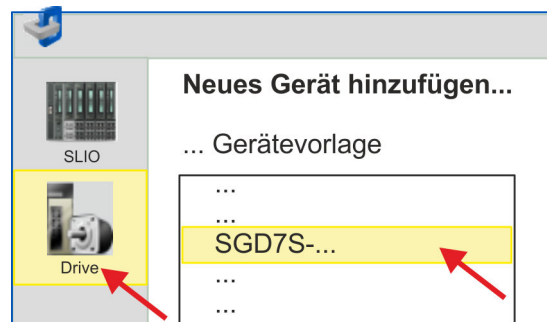 Neues Gerät hinzufügen...
SLIO
... Gerätevorlage
...
...
SGD7S-...
Drive
...
...